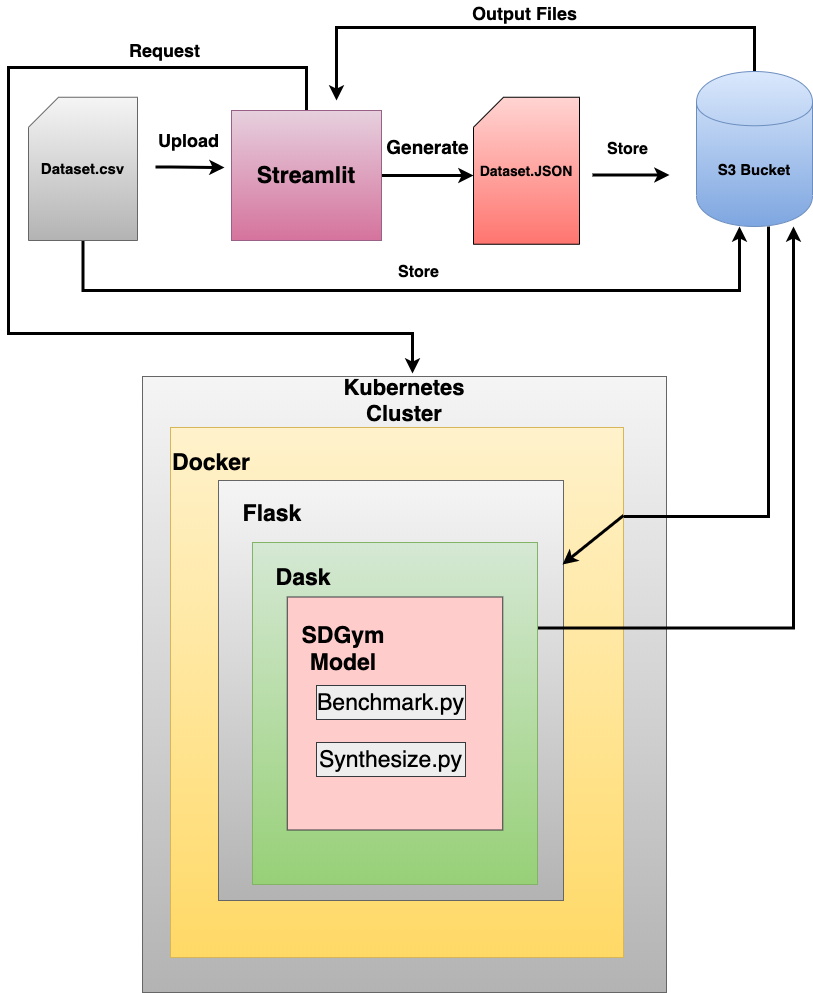 Output Files
Request
Dataset.csv
Upload
Streamlit
Generate
Dataset.JSON
Store
S3 Bucket
Store
Kubernetes
Cluster
Docker
Flask
Dask
SDGym
Model
Benchmark.py
Synthesize.py